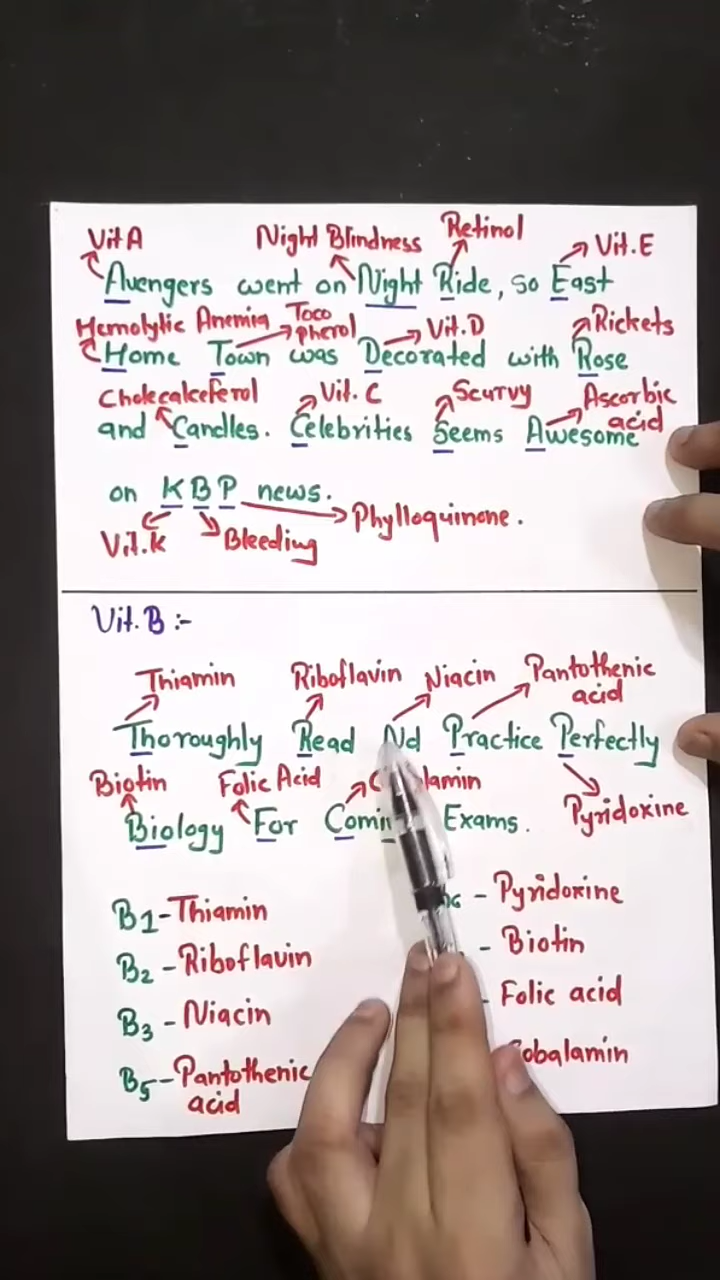 Vit A Night Blindness Retinol Vit.E
Avengers went on Night Ride, so East
Hemolytic Anemia Toco pherol Vit.D Rickets
Home Town was Decorated with Rose
Cholecalceferol Vit. C Scurvy Ascorbic acid
and Candles. Celebrities Seems Awesome
on KBP news.
Vit.K Bleeding Phylloquinone.
Vit.B :-
Thiamin Riboflavin Niacin Pantothenic acid
Thoroughly Read Nd Practice Perfectly
Biotin Folic Acid Pyridoxine
Biology For Exams.
B1 - Thiamin
B2 - Riboflavin
B3 - Niacin
B5 - Pantothenic
acid
- Pyridoxine
- Biotin
- Folic acid